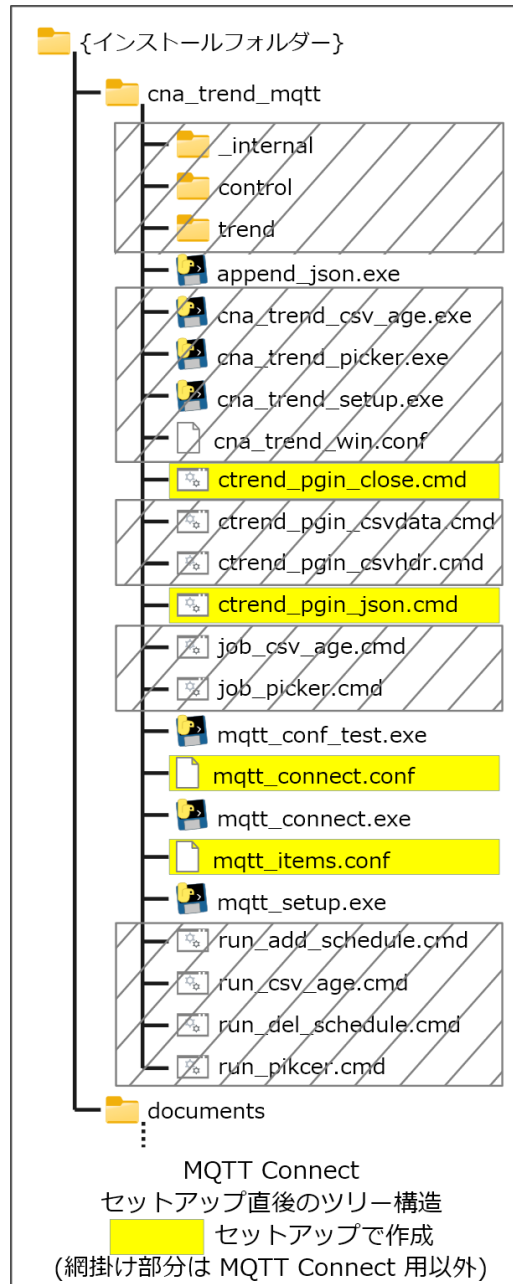 {インストールフォルダー}
cna_trend_mqtt
_internal
control
trend
append_json.exe
cna_trend_csv_age.exe
cna_trend_picker.exe
cna_trend_setup.exe
cna_trend_win.conf
ctrend_pgin_close.cmd
ctrend_pgin_csvdata.cmd
ctrend_pgin_csvhdr.cmd
ctrend_pgin_json.cmd
job_csv_age.cmd
job_picker.cmd
mqtt_conf_test.exe
mqtt_connect.conf
mqtt_connect.exe
mqtt_items.conf
mqtt_setup.exe
run_add_schedule.cmd
run_csv_age.cmd
run_del_schedule.cmd
run_pikcer.cmd
documents
MQTT Connect
セットアップ直後のツリー構造
セットアップで作成
(網掛け部分は MQTT Connect 用以外)